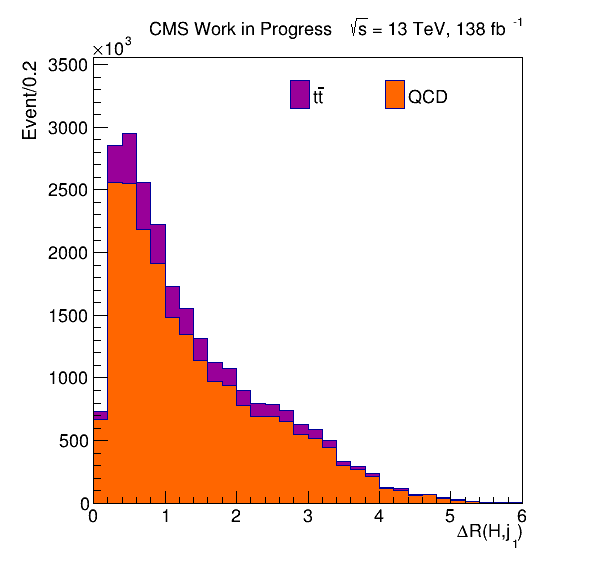 CMS Work in Progress √s = 13 TeV, 138 fb⁻¹
×10³
Event/0.2
3500
3000
2500
2000
1500
1000
500
0
tt̄
QCD
0 1 2 3 4 5 6
ΔR(H,j₁)